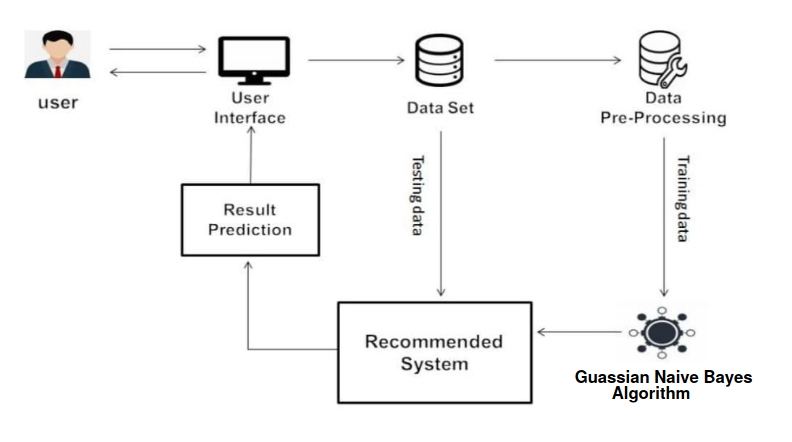 user
User
Interface
Data Set
Data
Pre-Processing
Testing data
Training data
Result
Prediction
Recommended
System
Guassian Naive Bayes
Algorithm